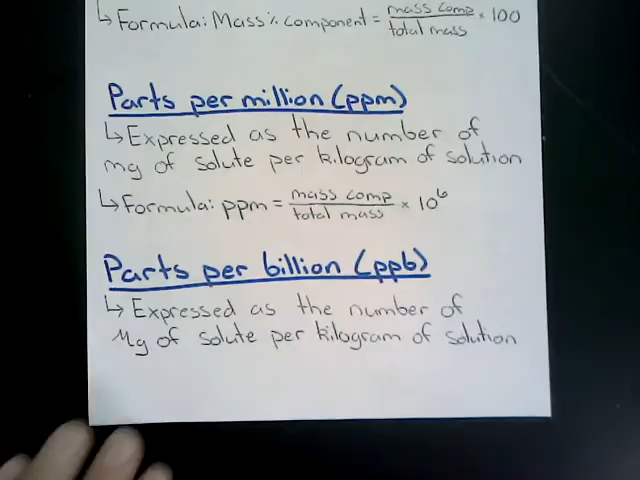 ↳ Formula: Mass % component = mass comp / total mass × 100
Parts per million (ppm)
↳ Expressed as the number of
mg of solute per kilogram of solution
↳ Formula: ppm = mass comp / total mass × 10⁶
Parts per billion (ppb)
↳ Expressed as the number of
μg of solute per kilogram of solution